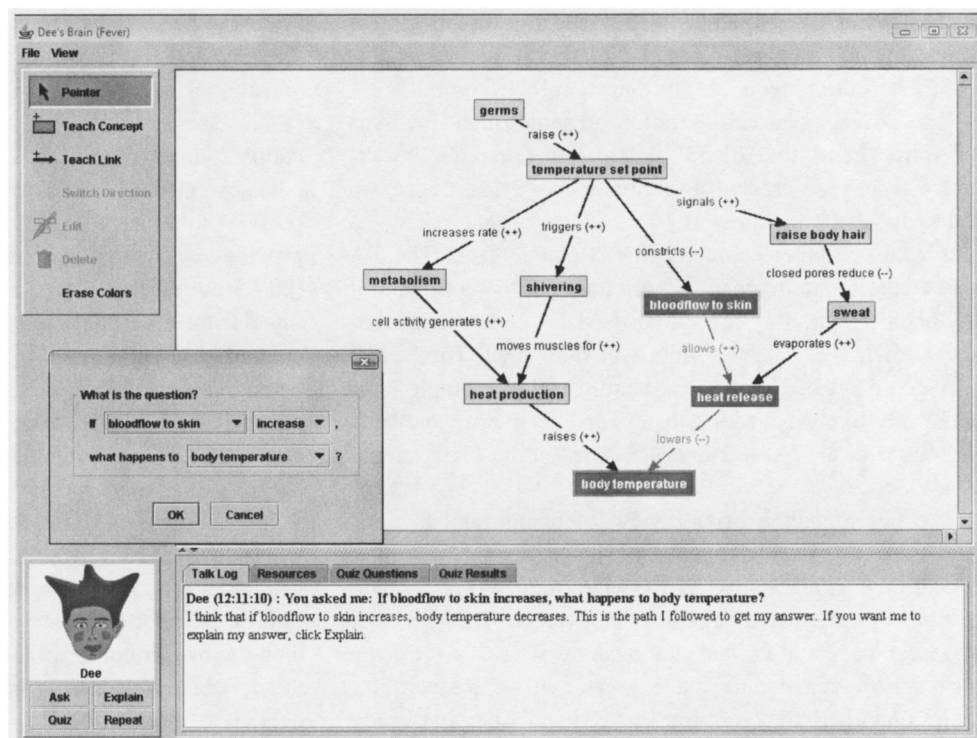 Dee's Brain (Fever)
File View
Pointer
Teach Concept
Teach Link
Switch Direction
Edit
Delete
Erase Colors
germs
raise (++)
temperature set point
increases rate (++)
triggers (++)
constricts (--)
signals (++)
raise body hair
closed pores reduce (--)
metabolism
shivering
bloodflow to skin
sweat
cell activity generates (++)
moves muscles for (++)
allows (++)
evaporates (++)
heat production
heat release
raises (++)
lowers (--)
body temperature
What is the question?
If bloodflow to skin increase ,
what happens to body temperature ?
OK Cancel
Dee
Ask Explain
Quiz Repeat
Talk Log Resources Quiz Questions Quiz Results
Dee (12:11:10) : You asked me: If bloodflow to skin increases, what happens to body temperature?
I think that if bloodflow to skin increases, body temperature decreases. This is the path I followed to get my answer. If you want me to
explain my answer, click Explain.